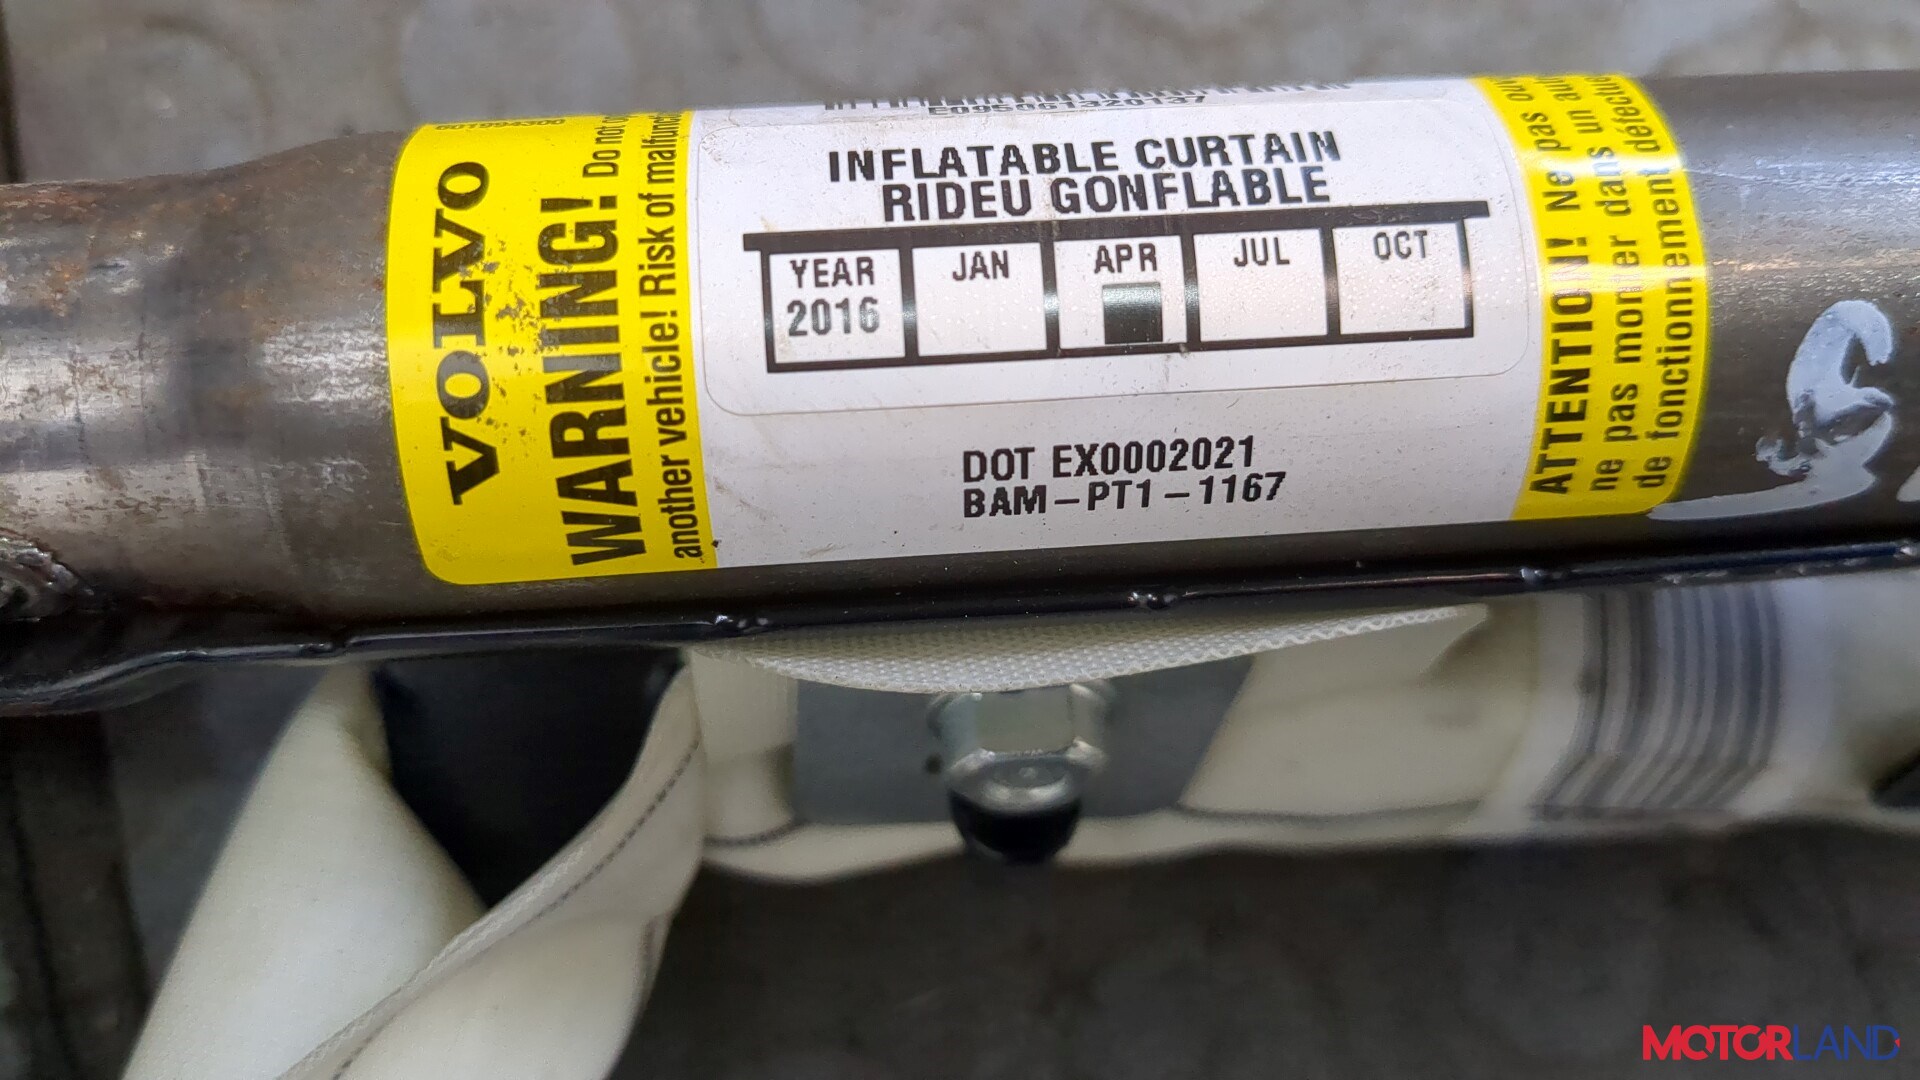 VOLVO
WARNING! Do not
another vehicle! Risk of
E095061320137
INFLATABLE CURTAIN
RIDEU GONFLABLE
YEAR JAN APR JUL OCT
2016
DOT EX0002021
BAM-PT1-1167
ATTENTION! Ne pas
ne pas monter dans un
de fonctionnement
MOTORLAND